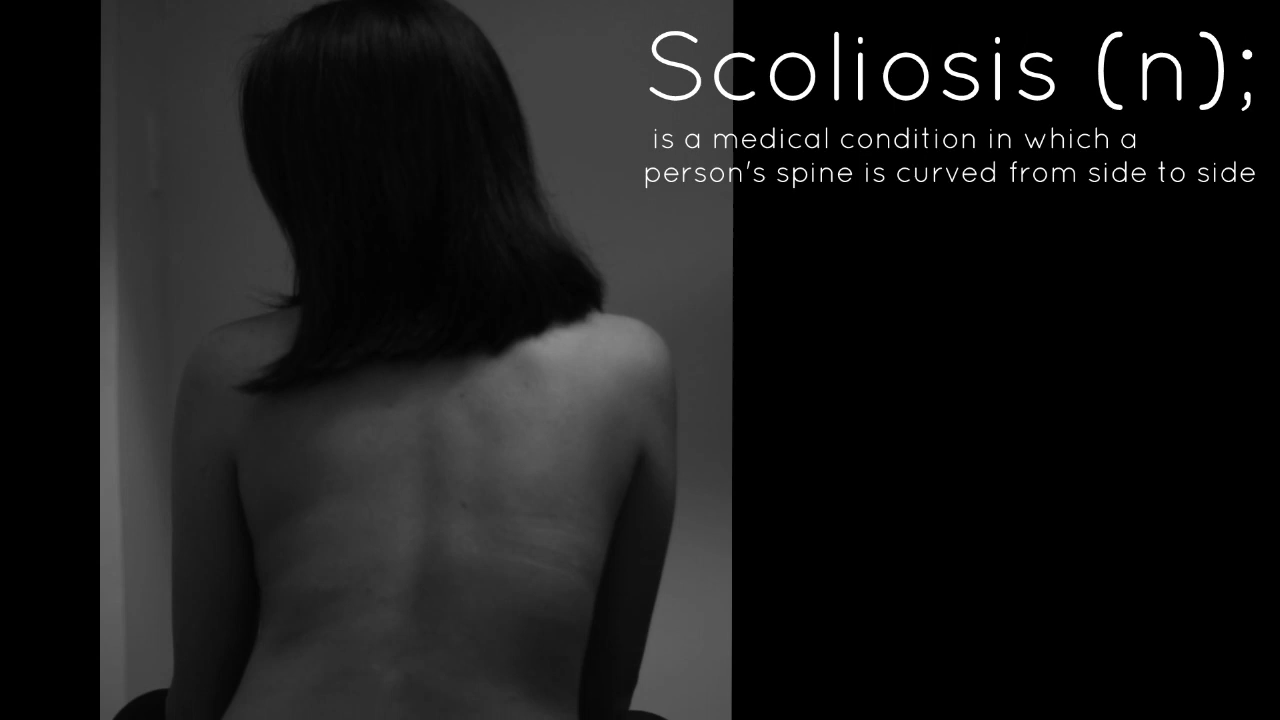 Scoliosis (n);
is a medical condition in which a
person's spine is curved from side to side